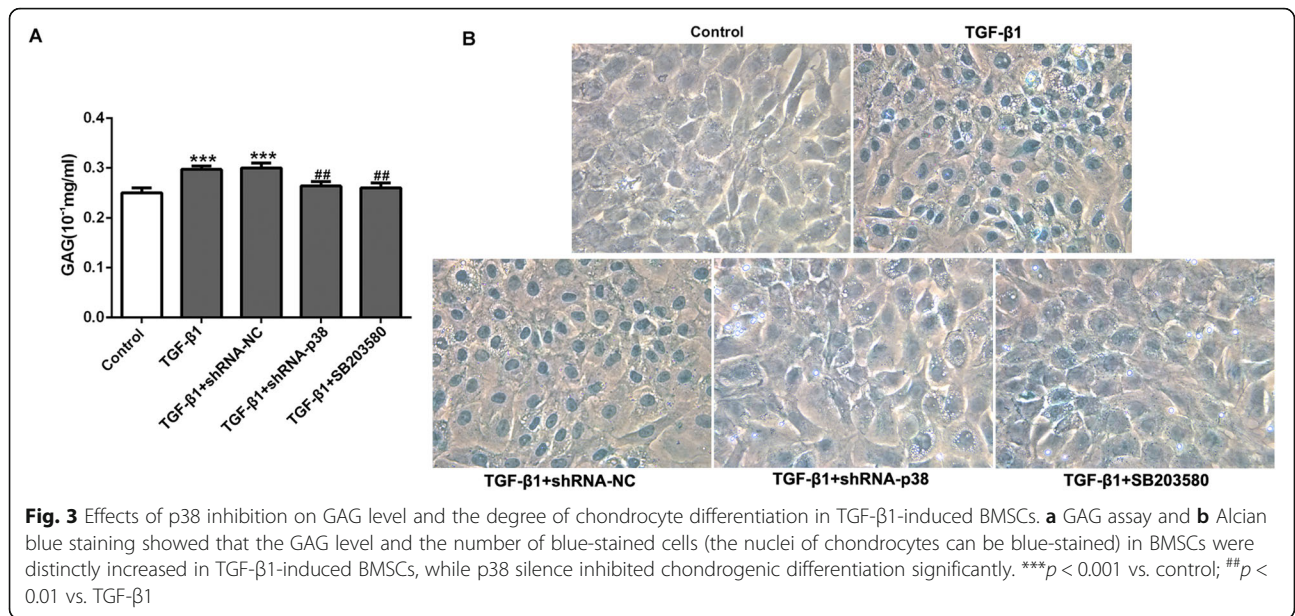 A
B
Control
TGF-β1
0.4
0.3
0.2
0.1
0.0
GAG(10⁻¹mg/ml)
***
***
##
##
Control
TGF-β1
TGF-β1+shRNA-NC
TGF-β1+shRNA-p38
TGF-β1+SB203580
TGF-β1+shRNA-NC
TGF-β1+shRNA-p38
TGF-β1+SB203580
Fig. 3 Effects of p38 inhibition on GAG level and the degree of chondrocyte differentiation in TGF-β1-induced BMSCs. a GAG assay and b Alcian
blue staining showed that the GAG level and the number of blue-stained cells (the nuclei of chondrocytes can be blue-stained) in BMSCs were
distinctly increased in TGF-β1-induced BMSCs, while p38 silence inhibited chondrogenic differentiation significantly. ***p < 0.001 vs. control; ##p <
0.01 vs. TGF-β1